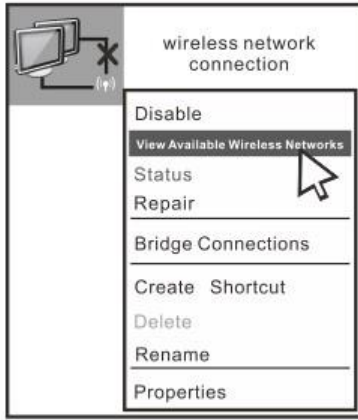 wireless network
connection
Disable
View Available Wireless Networks
Status
Repair
Bridge Connections
Create Shortcut
Delete
Rename
Properties